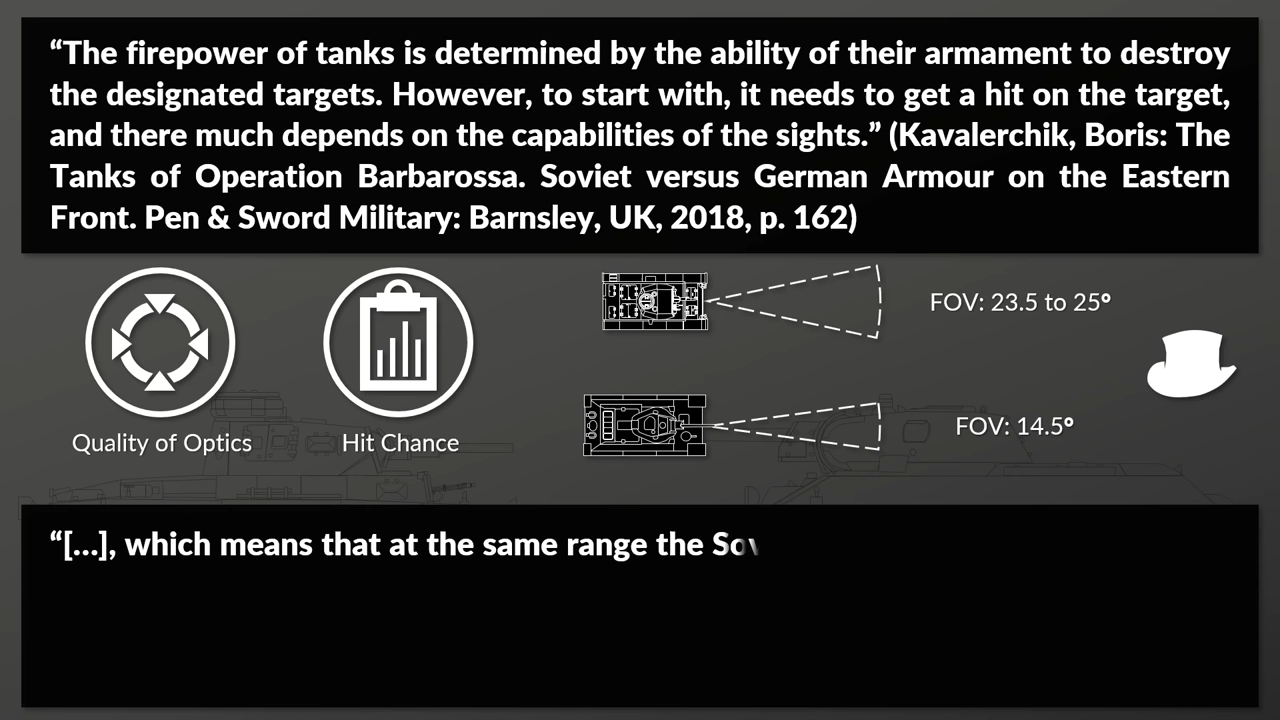 “The firepower of tanks is determined by the ability of their armament to destroy
the designated targets. However, to start with, it needs to get a hit on the target,
and there much depends on the capabilities of the sights.” (Kavalerchik, Boris: The
Tanks of Operation Barbarossa. Soviet versus German Armour on the Eastern
Front. Pen & Sword Military: Barnsley, UK, 2018, p. 162)
FOV: 23.5 to 25º
FOV: 14.5º
Quality of Optics
Hit Chance
“[…], which means that at the same range the